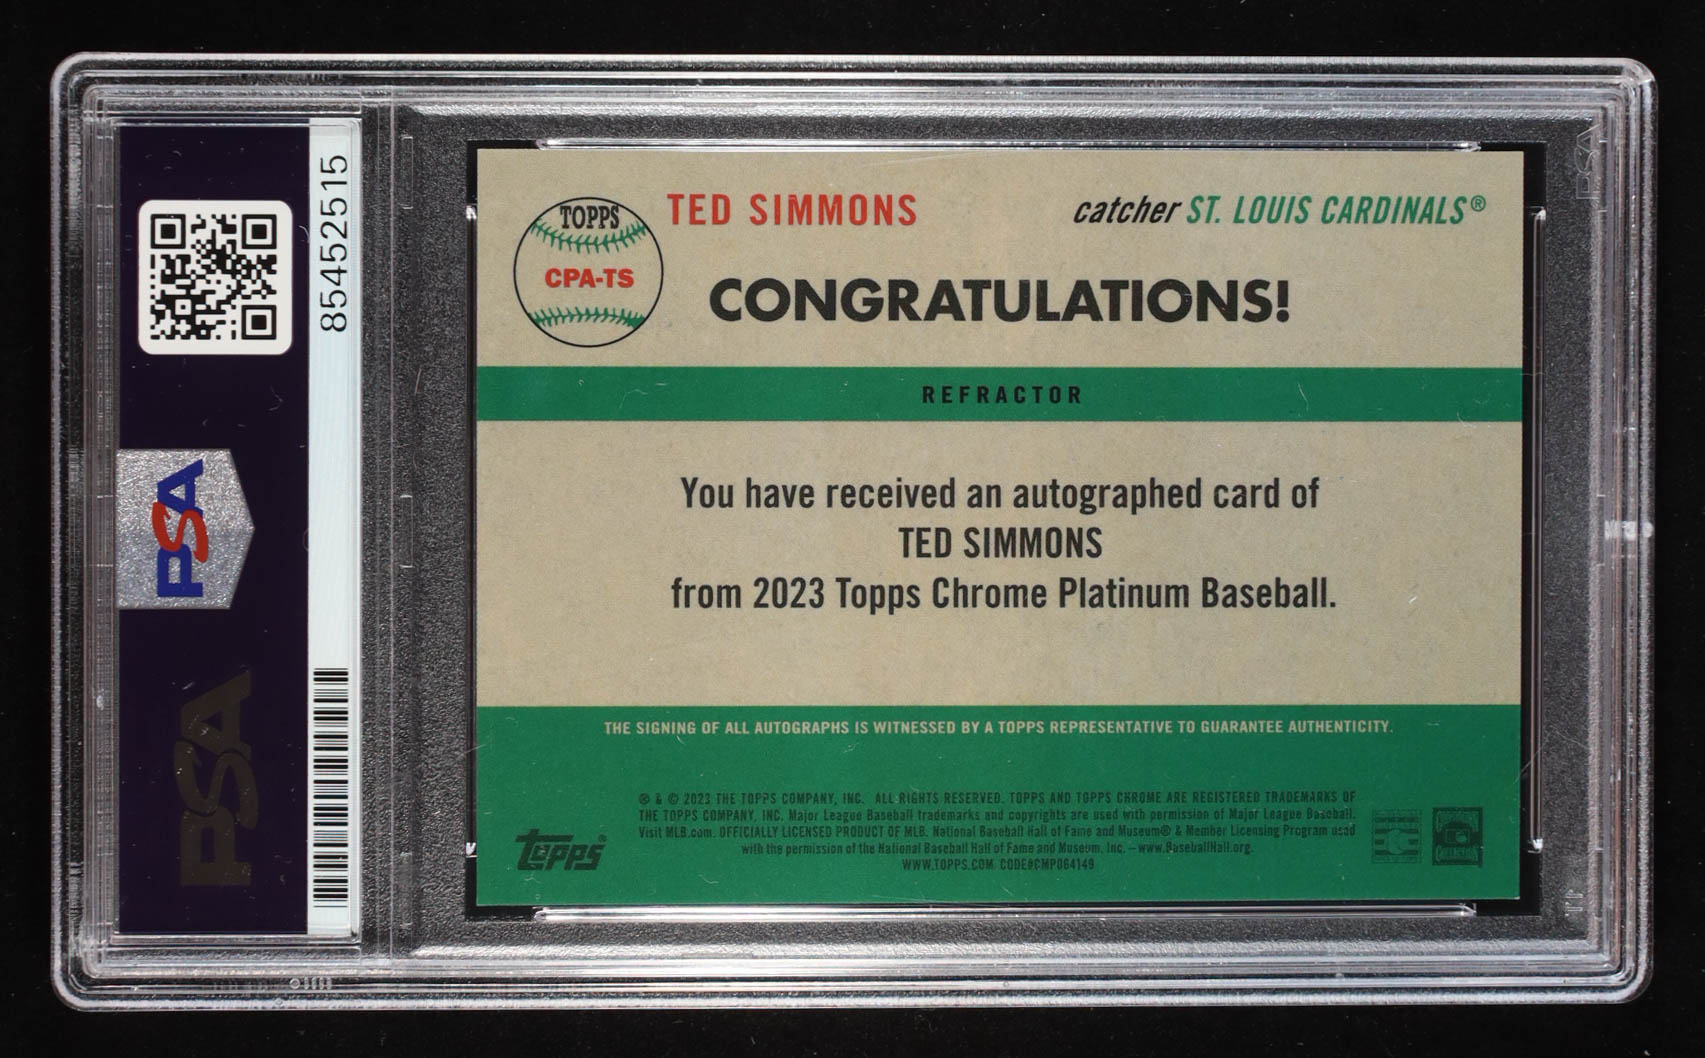 85452515
PSA
PSA
TOPPS
CPA-TS
TED SIMMONS
catcher ST. LOUIS CARDINALS®
CONGRATULATIONS!
REFRACTOR
You have received an autographed card of
TED SIMMONS
from 2023 Topps Chrome Platinum Baseball.
THE SIGNING OF ALL AUTOGRAPHS IS WITNESSED BY A TOPPS REPRESENTATIVE TO GUARANTEE AUTHENTICITY.
® & © 2023 THE TOPPS COMPANY, INC. ALL RIGHTS RESERVED. TOPPS AND TOPPS CHROME ARE REGISTERED TRADEMARKS OF
THE TOPPS COMPANY, INC. Major League Baseball trademarks and copyrights are used with permission of Major League Baseball.
Visit MLB.com. OFFICIALLY LICENSED PRODUCT OF MLB. National Baseball Hall of Fame and Museum® & Member Licensing Program used
with the permission of the National Baseball Hall of Fame and Museum, Inc. – www.BaseballHall.org.
WWW.TOPPS.COM CODE#CMP064149
Topps®
PSA